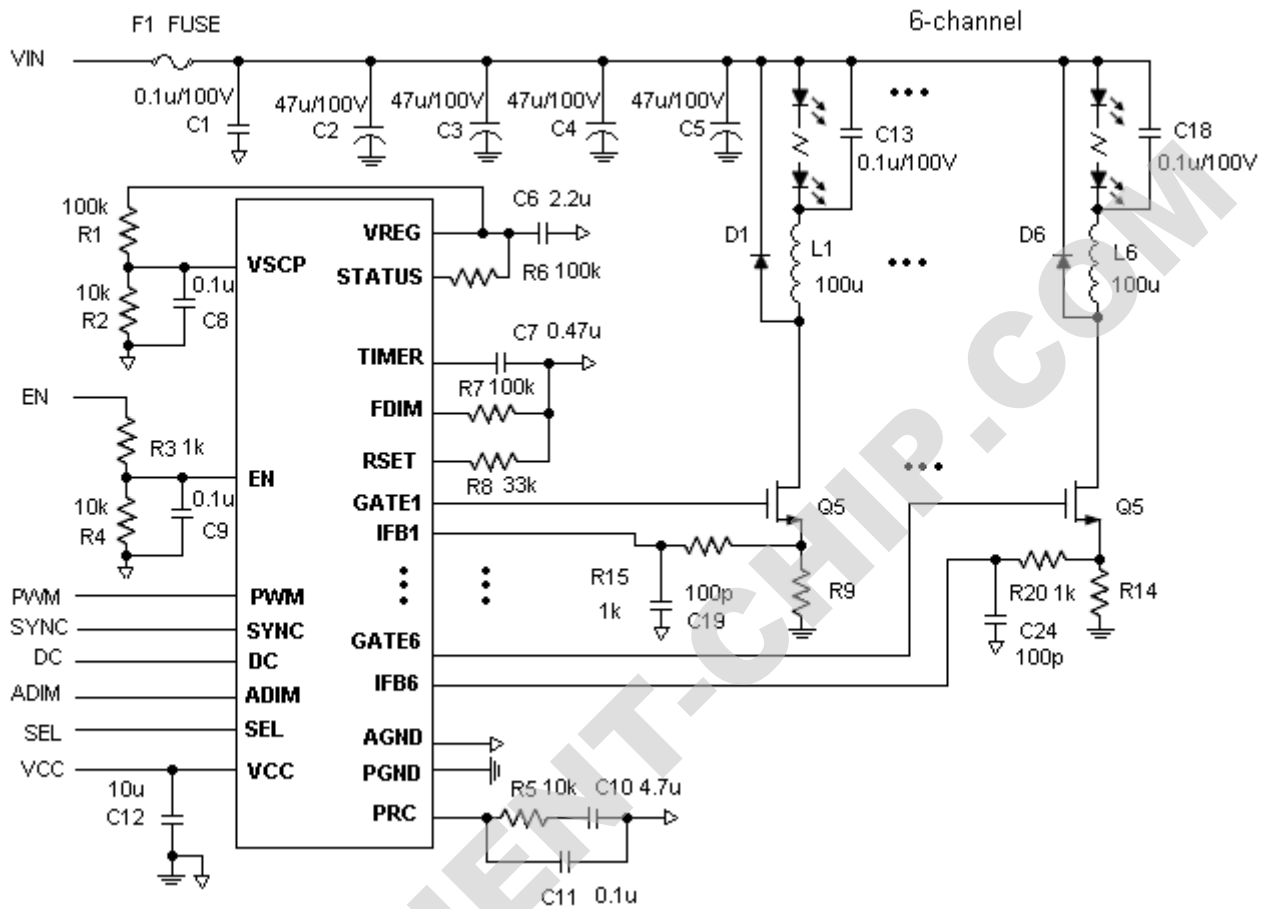 F1 FUSE
6-channel
VIN
0.1u/100V
C1
47u/100V
C2
47u/100V
C3
47u/100V
C4
47u/100V
C5
C13
0.1u/100V
C18
0.1u/100V
100k
R1
C6 2.2u
VREG
D1
L1
100u
D6
L6
100u
VSCP
STATUS
R6 100k
10k
R2
0.1u
C8
C7 0.47u
TIMER
R7 100k
EN
FDIM
R3 1k
RSET
R8 33k
EN
GATE1
Q5
Q5
10k
R4
0.1u
C9
IFB1
R15
1k
100p
C19
R9
R20 1k
R14
C24
100p
PWM
PWM
SYNC
SYNC
GATE6
DC
DC
IFB6
ADIM
ADIM
SEL
SEL
AGND
VCC
VCC
PGND
10u
C12
R5 10k
C10 4.7u
PRC
C11 0.1u
MENT-CHIP.COM